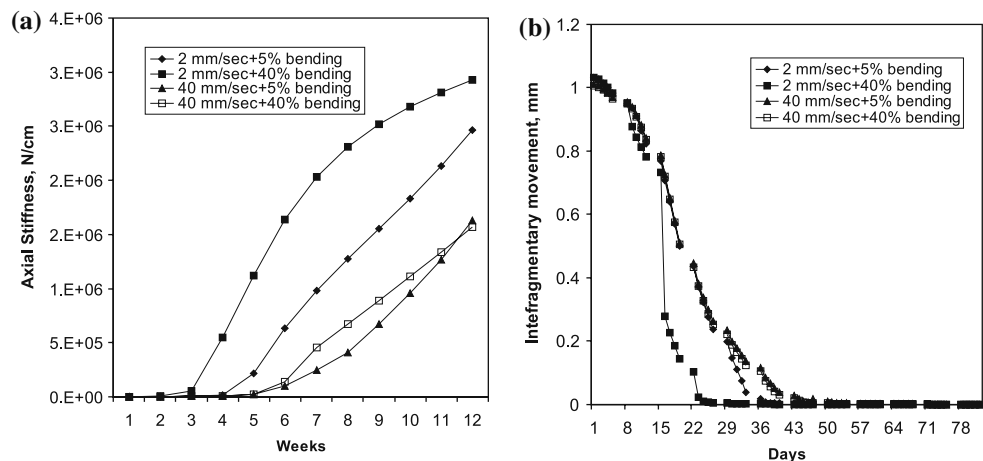 (a)
4.E+06
3.E+06
3.E+06
2.E+06
2.E+06
1.E+06
5.E+05
0.E+00
Axial Stiffness, N/cm
2 mm/sec+5% bending
2 mm/sec+40% bending
40 mm/sec+5% bending
40 mm/sec+40% bending
1 2 3 4 5 6 7 8 9 10 11 12
Weeks
(b)
1.2
1
0.8
0.6
0.4
0.2
0
Intefragmentary movement, mm
2 mm/sec+5% bending
2 mm/sec+40% bending
40 mm/sec+5% bending
40 mm/sec+40% bending
1 8 15 22 29 36 43 50 57 64 71 78
Days